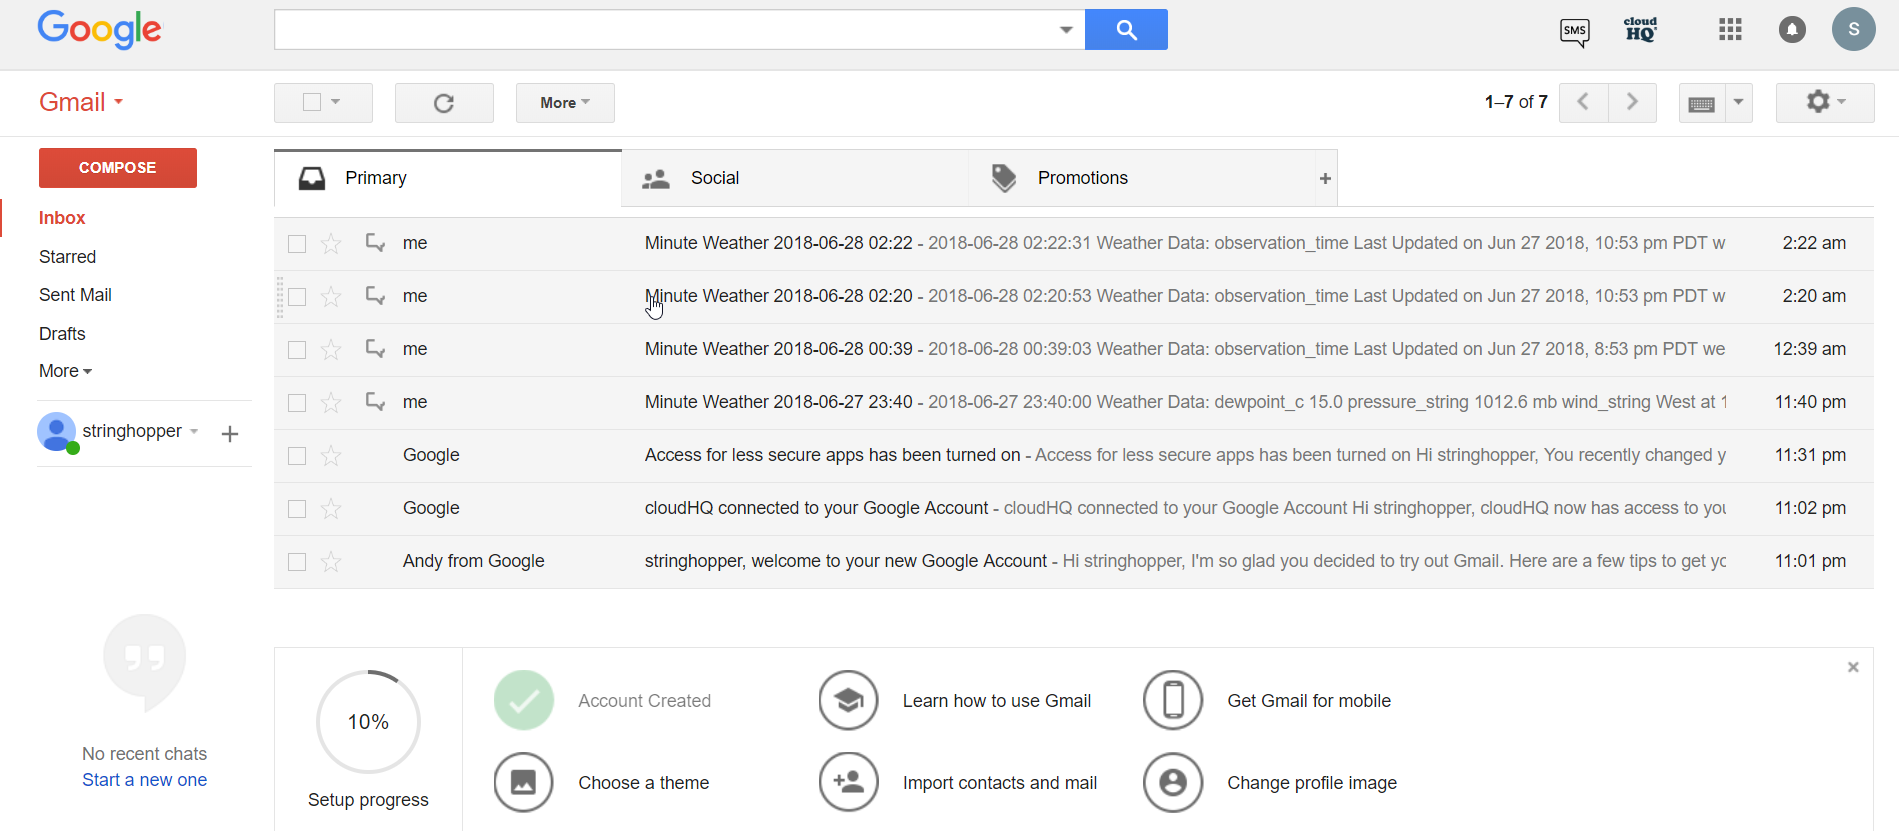 Google
SMS
cloud
HQ
S
Gmail
More
1–7 of 7
COMPOSE
Primary
Social
Promotions
+
Inbox
Starred
Sent Mail
Drafts
More
stringhopper
me Minute Weather 2018-06-28 02:22 - 2018-06-28 02:22:31 Weather Data: observation_time Last Updated on Jun 27 2018, 10:53 pm PDT w 2:22 am
me Minute Weather 2018-06-28 02:20 - 2018-06-28 02:20:53 Weather Data: observation_time Last Updated on Jun 27 2018, 10:53 pm PDT w 2:20 am
me Minute Weather 2018-06-28 00:39 - 2018-06-28 00:39:03 Weather Data: observation_time Last Updated on Jun 27 2018, 8:53 pm PDT we 12:39 am
me Minute Weather 2018-06-27 23:40 - 2018-06-27 23:40:00 Weather Data: dewpoint_c 15.0 pressure_string 1012.6 mb wind_string West at 1 11:40 pm
Google Access for less secure apps has been turned on - Access for less secure apps has been turned on Hi stringhopper, You recently changed y 11:31 pm
Google cloudHQ connected to your Google Account - cloudHQ connected to your Google Account Hi stringhopper, cloudHQ now has access to you 11:02 pm
Andy from Google stringhopper, welcome to your new Google Account - Hi stringhopper, I'm so glad you decided to try out Gmail. Here are a few tips to get yo 11:01 pm
No recent chats
Start a new one
10%
Setup progress
Account Created
Learn how to use Gmail
Get Gmail for mobile
Choose a theme
Import contacts and mail
Change profile image